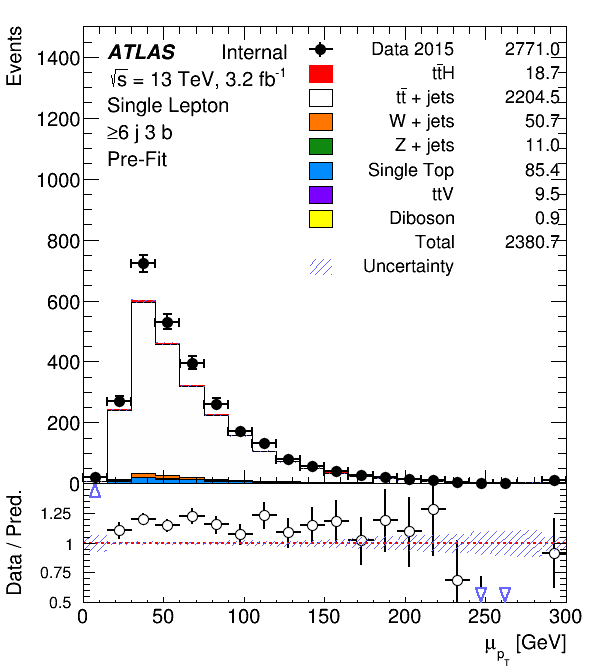 Events
ATLAS Internal
√s = 13 TeV, 3.2 fb⁻¹
Single Lepton
≥6 j 3 b
Pre-Fit
Data 2015 2771.0
tt̄H 18.7
tt̄ + jets 2204.5
W + jets 50.7
Z + jets 11.0
Single Top 85.4
ttV 9.5
Diboson 0.9
Total 2380.7
Uncertainty
1400
1200
1000
800
600
400
200
0
Data / Pred.
1.25
1
0.75
0.5
0 50 100 150 200 250 300
μ_p_T [GeV]